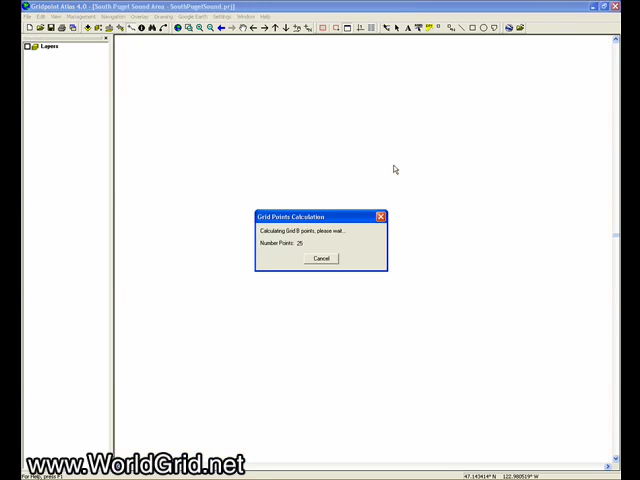 Gridpoint Atlas 4.0 - [South Puget Sound Area - SouthPugetSound.prj]
File Edit View Management Navigation Overlay Drawing Google Earth Settings Window Help
Layers
Grid Points Calculation
Calculating Grid B points, please wait...
Number Points: 25
Cancel
www.WorldGrid.net
For Help, press F1
47.143414° N 122.980519° W